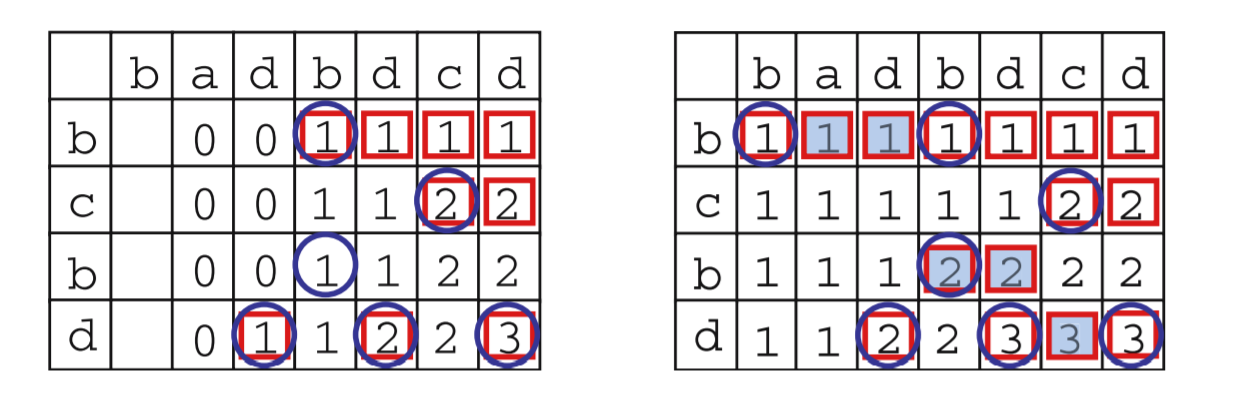 b a d b d c d
b 0 0 1 1 1 1
c 0 0 1 1 2 2
b 0 0 1 1 2 2
d 0 1 1 2 2 3
b a d b d c d
b 1 1 1 1 1 1 1
c 1 1 1 1 1 2 2
b 1 1 1 2 2 2 2
d 1 1 2 2 3 3 3